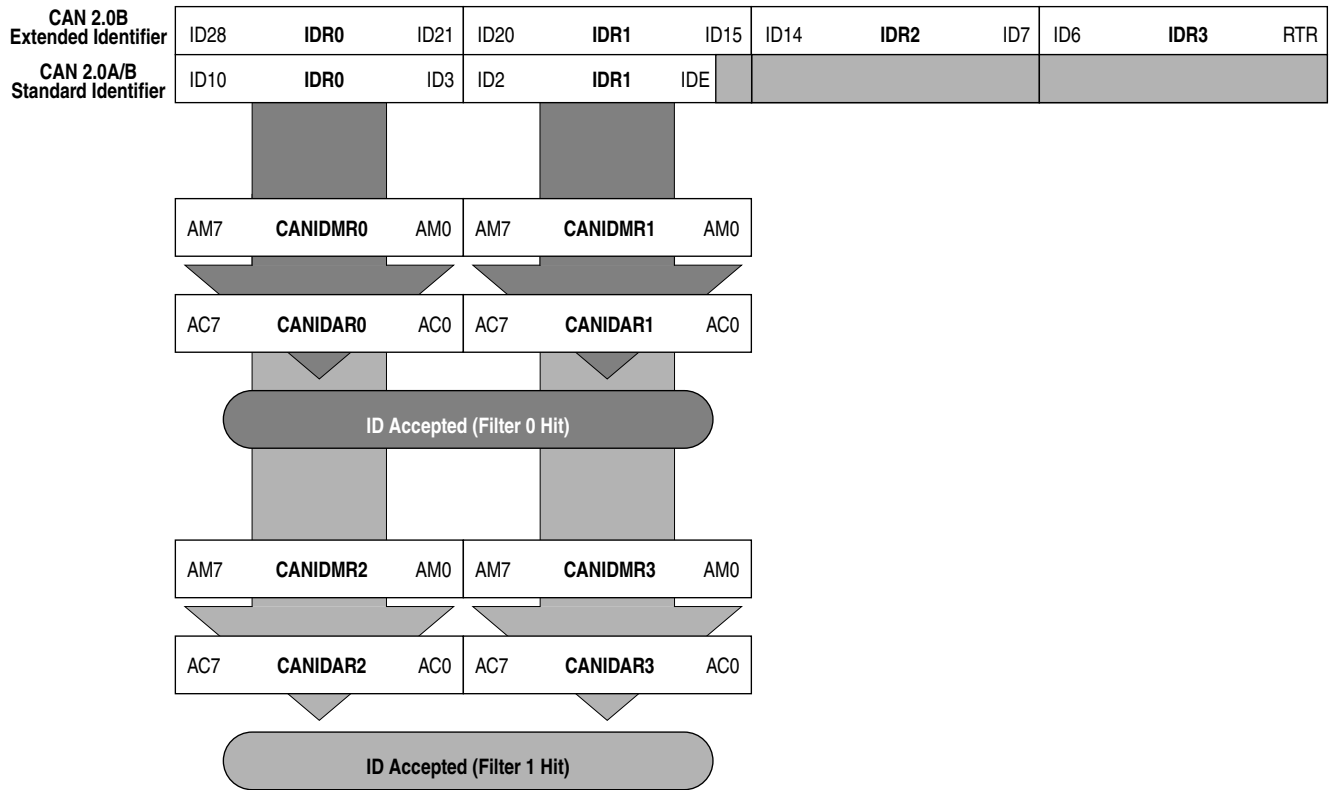 CAN 2.0B
Extended Identifier
ID28 IDR0 ID21 ID20 IDR1 ID15 ID14 IDR2 ID7 ID6 IDR3 RTR
CAN 2.0A/B
Standard Identifier
ID10 IDR0 ID3 ID2 IDR1 IDE
AM7 CANIDMR0 AM0 AM7 CANIDMR1 AM0
AC7 CANIDAR0 AC0 AC7 CANIDAR1 AC0
ID Accepted (Filter 0 Hit)
AM7 CANIDMR2 AM0 AM7 CANIDMR3 AM0
AC7 CANIDAR2 AC0 AC7 CANIDAR3 AC0
ID Accepted (Filter 1 Hit)